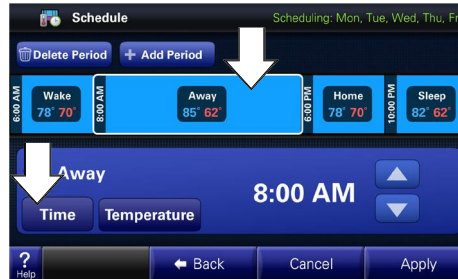 Schedule
Scheduling: Mon, Tue, Wed, Thu, Fr
Delete Period
+ Add Period
6:00 AM
Wake
78° 70°
8:00 AM
Away
85° 62°
6:00 PM
Home
78° 70°
10:00 PM
Sleep
82° 62°
Away
8:00 AM
Time
Temperature
?
Help
Back
Cancel
Apply